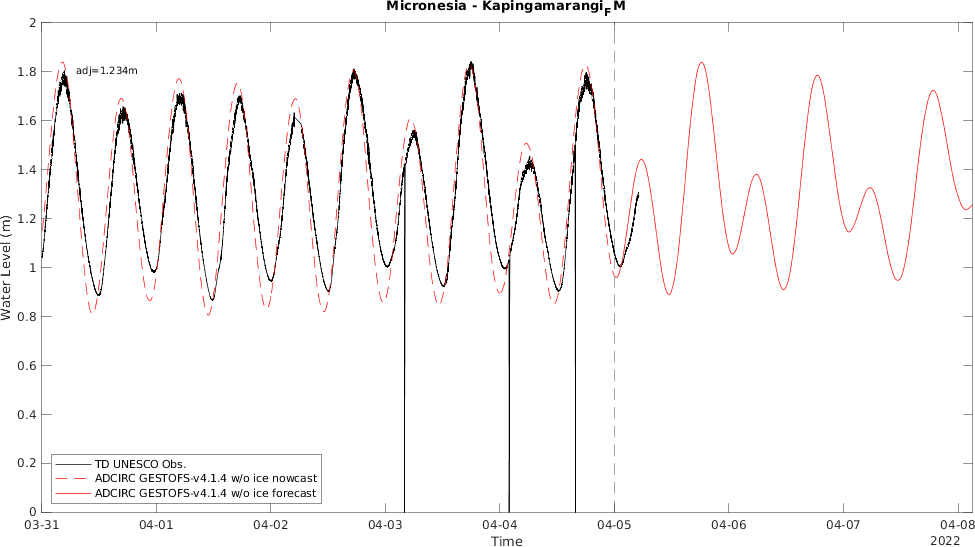 Micronesia - Kapingamarangi_FM
2
1.8
1.6
1.4
1.2
1
0.8
0.6
0.4
0.2
0
Water Level (m)
adj=1.234m
TD UNESCO Obs.
ADCIRC GESTOFS-v4.1.4 w/o ice nowcast
ADCIRC GESTOFS-v4.1.4 w/o ice forecast
03-31 04-01 04-02 04-03 04-04 04-05 04-06 04-07 04-08
Time
2022